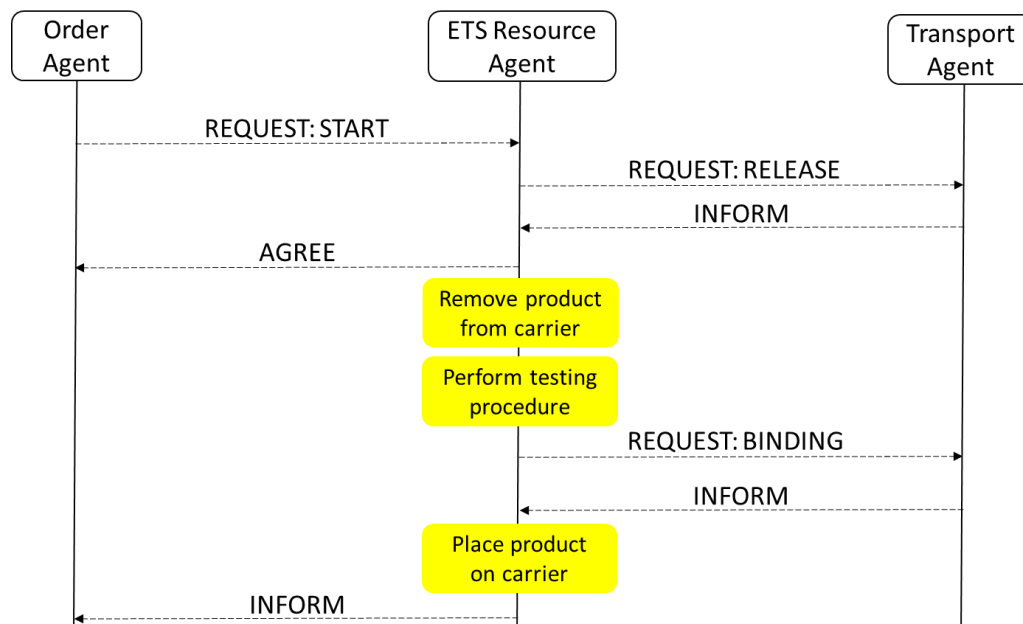 Order
Agent
ETS Resource
Agent
Transport
Agent
REQUEST: START
REQUEST: RELEASE
INFORM
AGREE
Remove product
from carrier
Perform testing
procedure
REQUEST: BINDING
INFORM
Place product
on carrier
INFORM